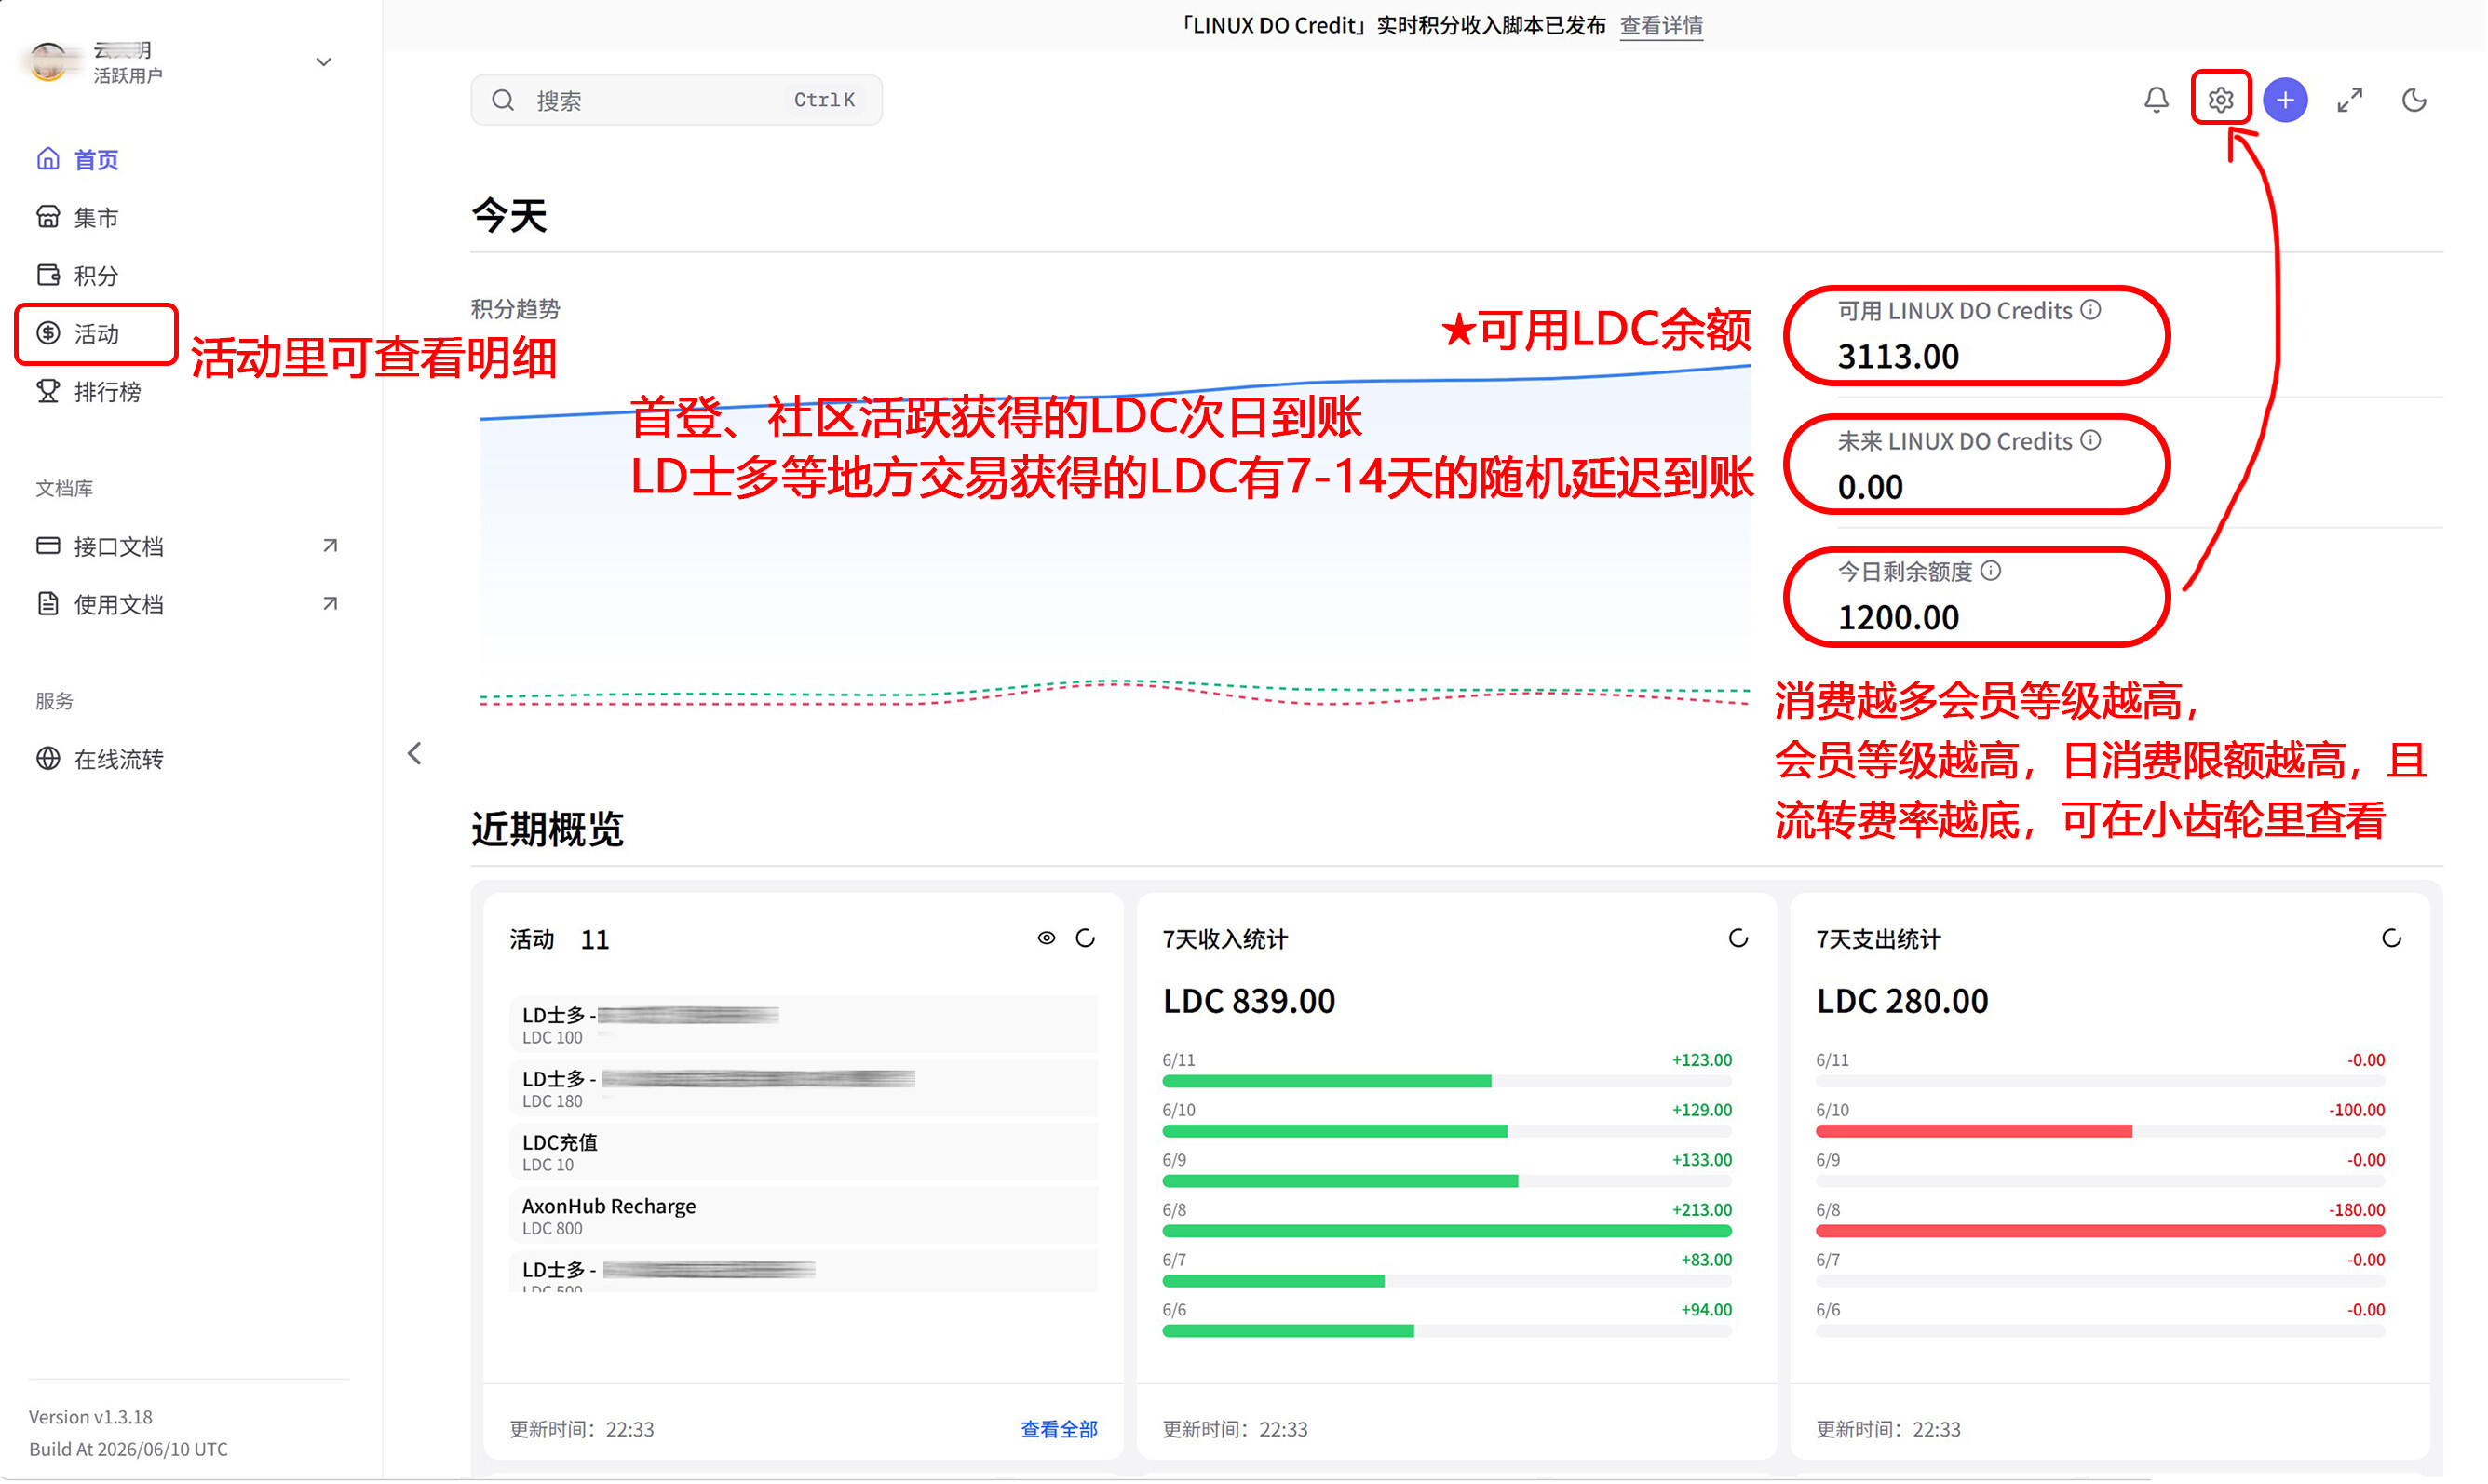 「LINUX DO Credit」实时积分收入脚本已发布 查看详情
活跃用户
搜索 Ctrl K
首页
集市
积分
活动
排行榜
文档库
接口文档
使用文档
服务
在线流转
Version v1.3.18
Build At 2026/06/10 UTC
活动里可查看明细
今天
积分趋势
★可用LDC余额
首登、社区活跃获得的LDC次日到账
LD士多等地方交易获得的LDC有7-14天的随机延迟到账
可用 LINUX DO Credits
3113.00
未来 LINUX DO Credits
0.00
今日剩余额度
1200.00
消费越多会员等级越高，
会员等级越高，日消费限额越高，且
流转费率越底，可在小齿轮里查看
近期概览
活动 11
LD士多 -
LDC 100
LD士多 -
LDC 180
LDC充值
LDC 10
AxonHub Recharge
LDC 800
LD士多 -
LDC 500
更新时间：22:33 查看全部
7天收入统计
LDC 839.00
6/11 +123.00
6/10 +129.00
6/9 +133.00
6/8 +213.00
6/7 +83.00
6/6 +94.00
更新时间：22:33
7天支出统计
LDC 280.00
6/11 -0.00
6/10 -100.00
6/9 -0.00
6/8 -180.00
6/7 -0.00
6/6 -0.00
更新时间：22:33